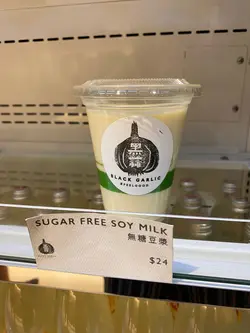 黑蒜
BLACK GARLIC
SUGAR FREE SOY MILK
無糖豆漿
$24